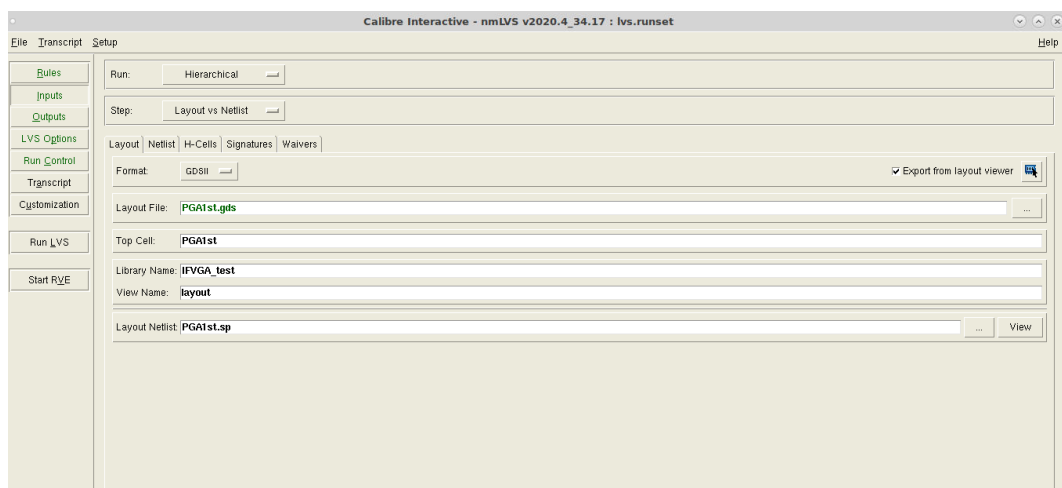 Calibre Interactive - nmLVS v2020.4_34.17 : lvs.runset
File Transcript Setup Help
Rules
Inputs
Outputs
LVS Options
Run Control
Transcript
Customization
Run LVS
Start RVE
Run: Hierarchical
Step: Layout vs Netlist
Layout Netlist H-Cells Signatures Waivers
Format: GDSII Export from layout viewer
Layout File: PGA1st.gds ...
Top Cell: PGA1st
Library Name: IFVGA_test
View Name: layout
Layout Netlist: PGA1st.sp ... View